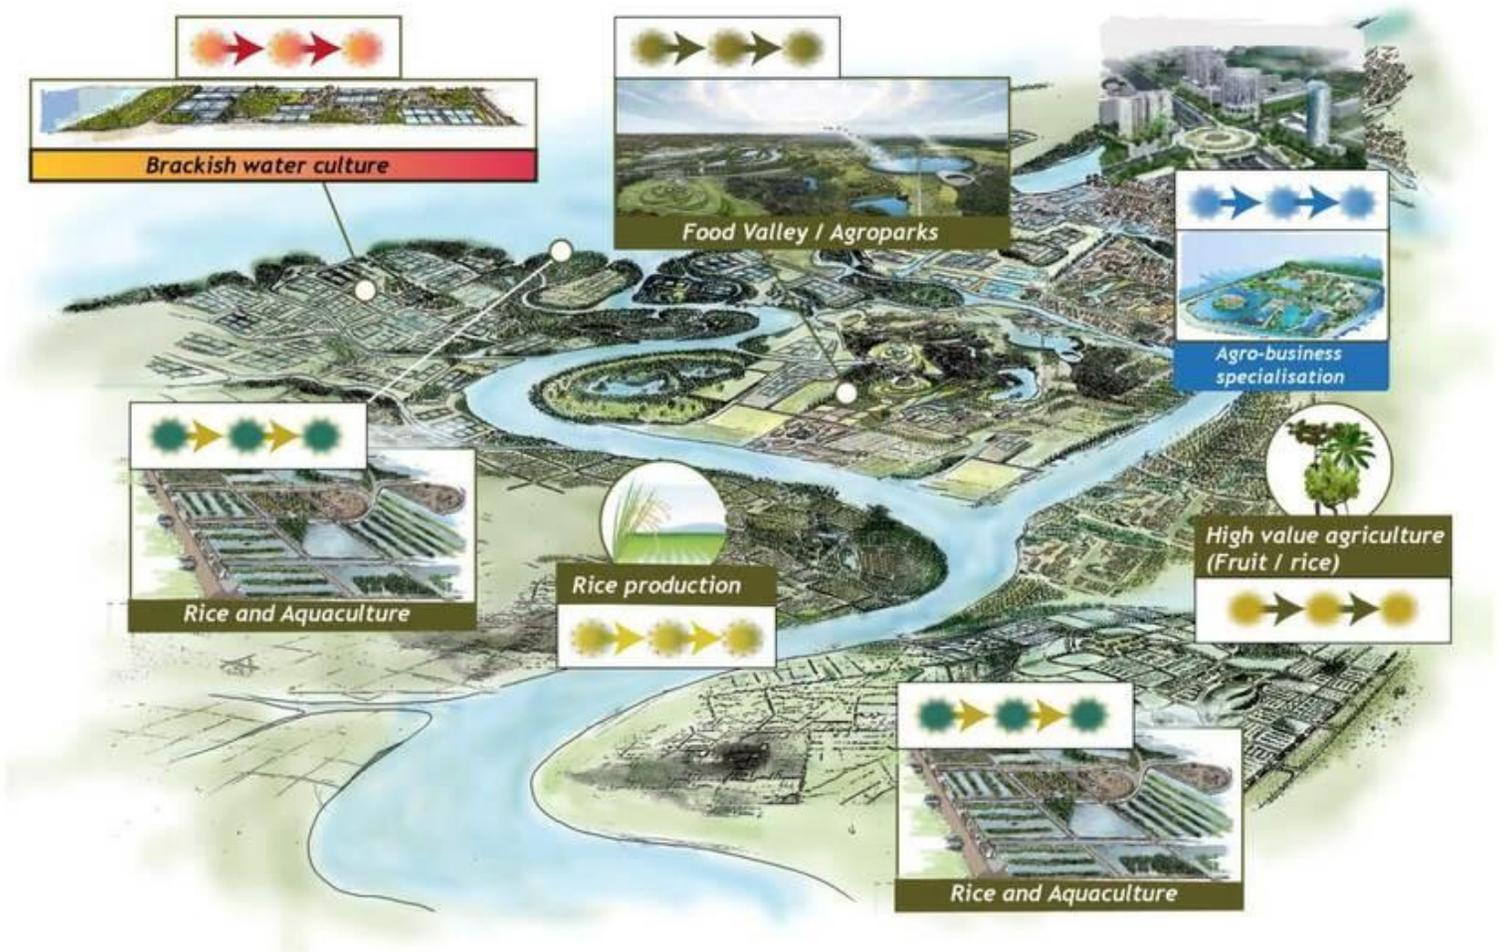 Brackish water culture
Food Valley / Agroparks
Agro-business
specialisation
High value agriculture
(Fruit / rice)
Rice production
Rice and Aquaculture
Rice and Aquaculture